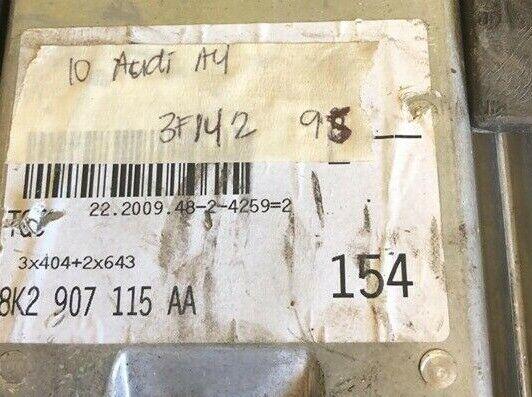 10 Audi A4
3F142 98
22.2009.48-2-4259=2
3x404+2x643
8K2 907 115 AA 154